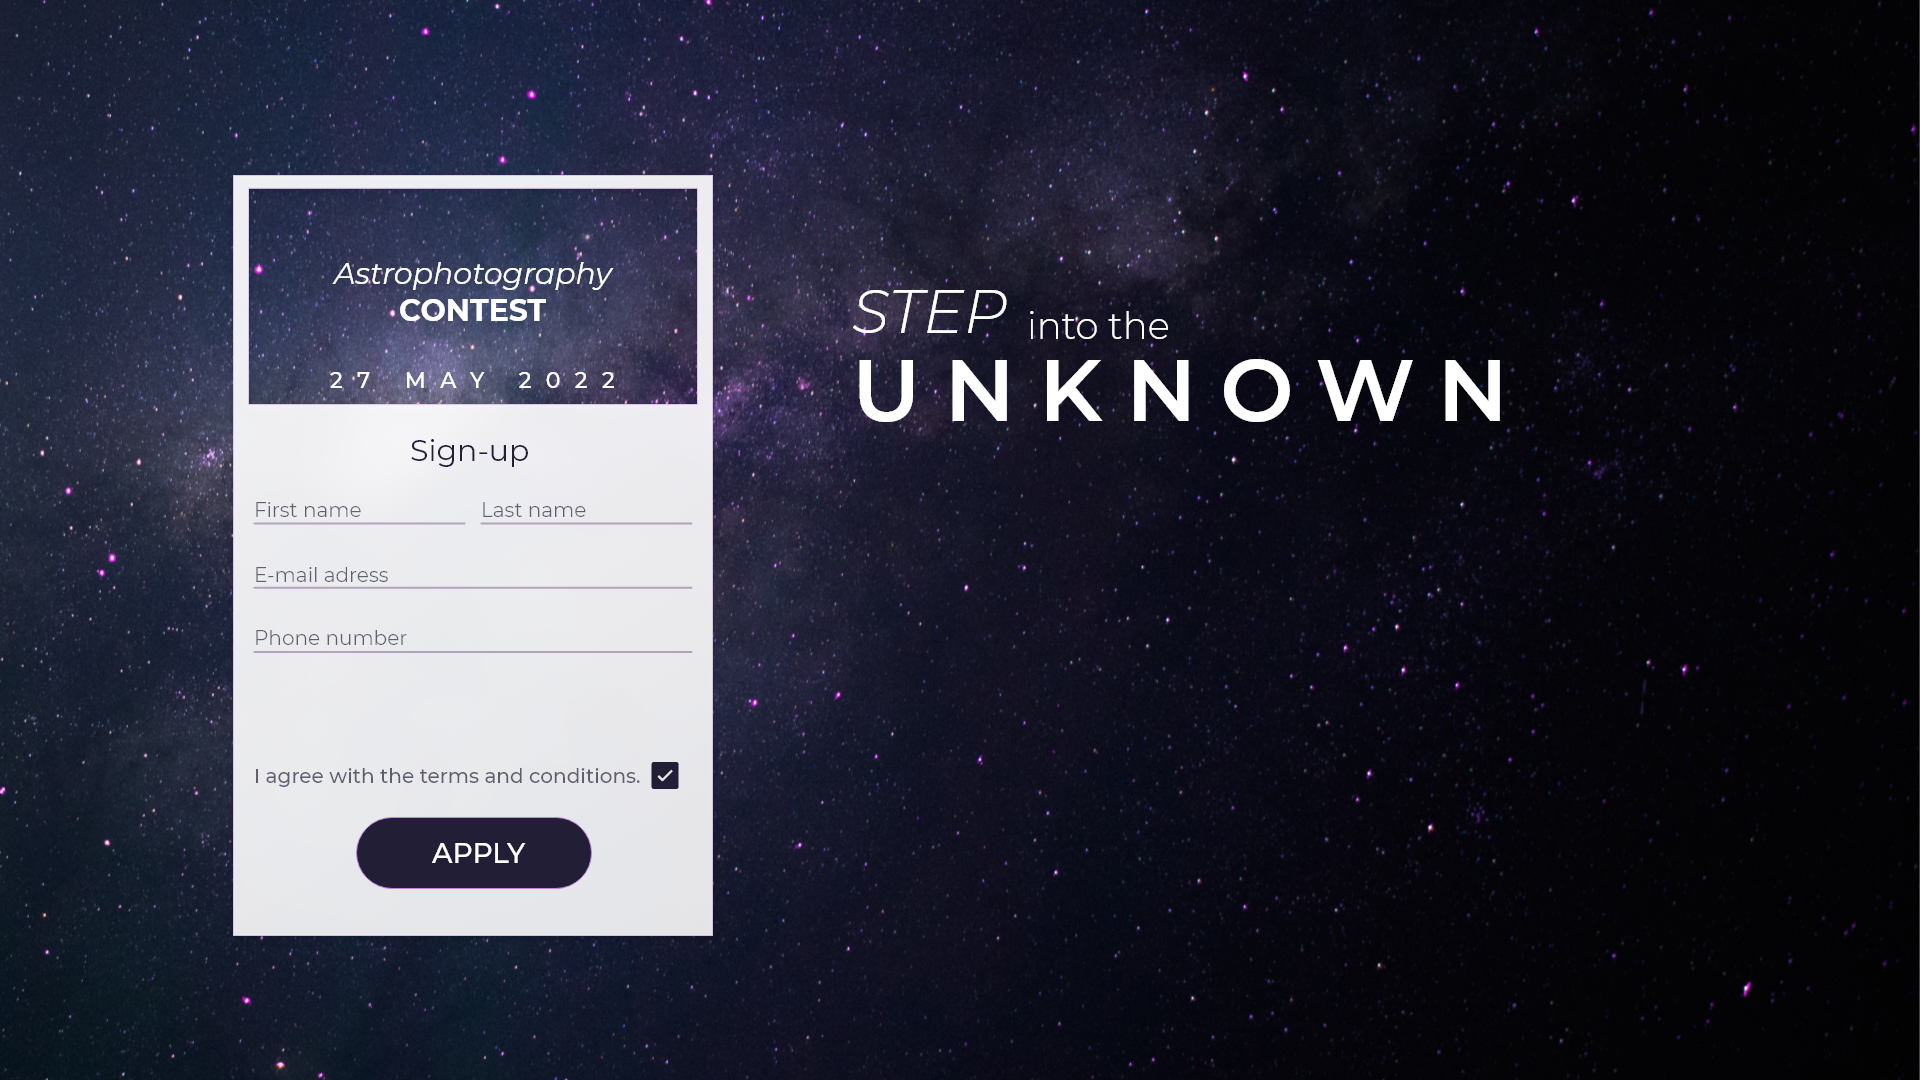 Astrophotography
CONTEST
27 MAY 2022
Sign-up
First name
Last name
E-mail adress
Phone number
I agree with the terms and conditions.
APPLY
STEP into the
UNKNOWN